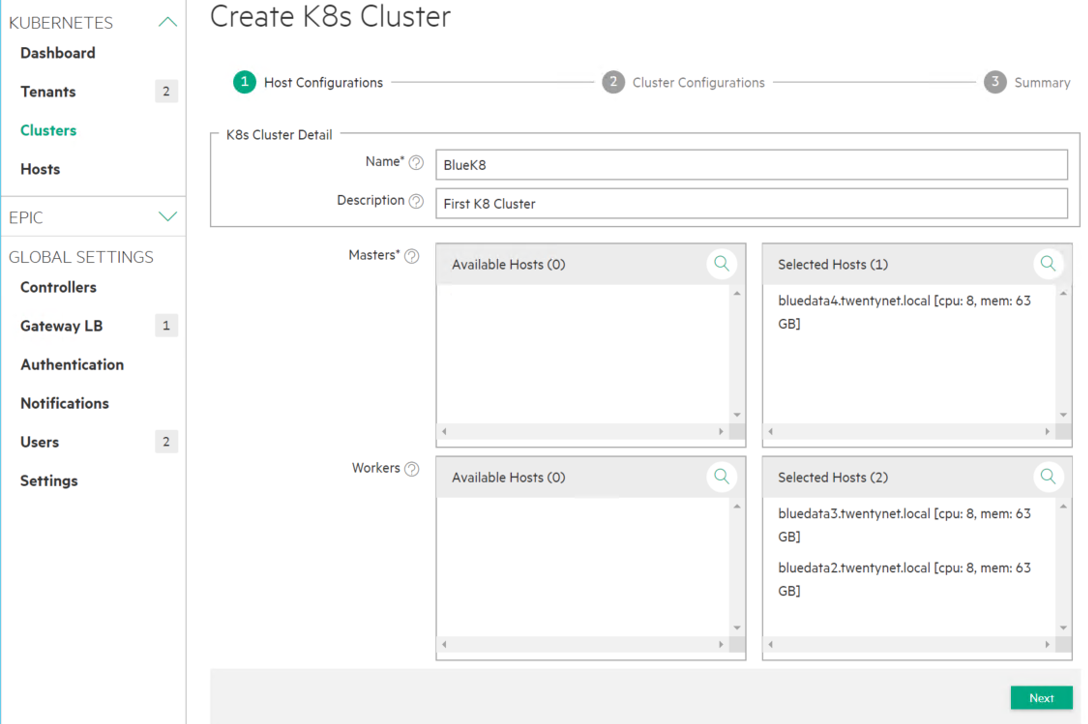 KUBERNETES
Dashboard
Tenants 2
Clusters
Hosts
EPIC
GLOBAL SETTINGS
Controllers
Gateway LB 1
Authentication
Notifications
Users 2
Settings
Create K8s Cluster
1 Host Configurations 2 Cluster Configurations 3 Summary
K8s Cluster Detail
Name* ? BlueK8
Description ? First K8 Cluster
Masters* ? Available Hosts (0) Selected Hosts (1)
bluedata4.twentynet.local [cpu: 8, mem: 63
GB]
Workers ? Available Hosts (0) Selected Hosts (2)
bluedata3.twentynet.local [cpu: 8, mem: 63
GB]
bluedata2.twentynet.local [cpu: 8, mem: 63
GB]
Next